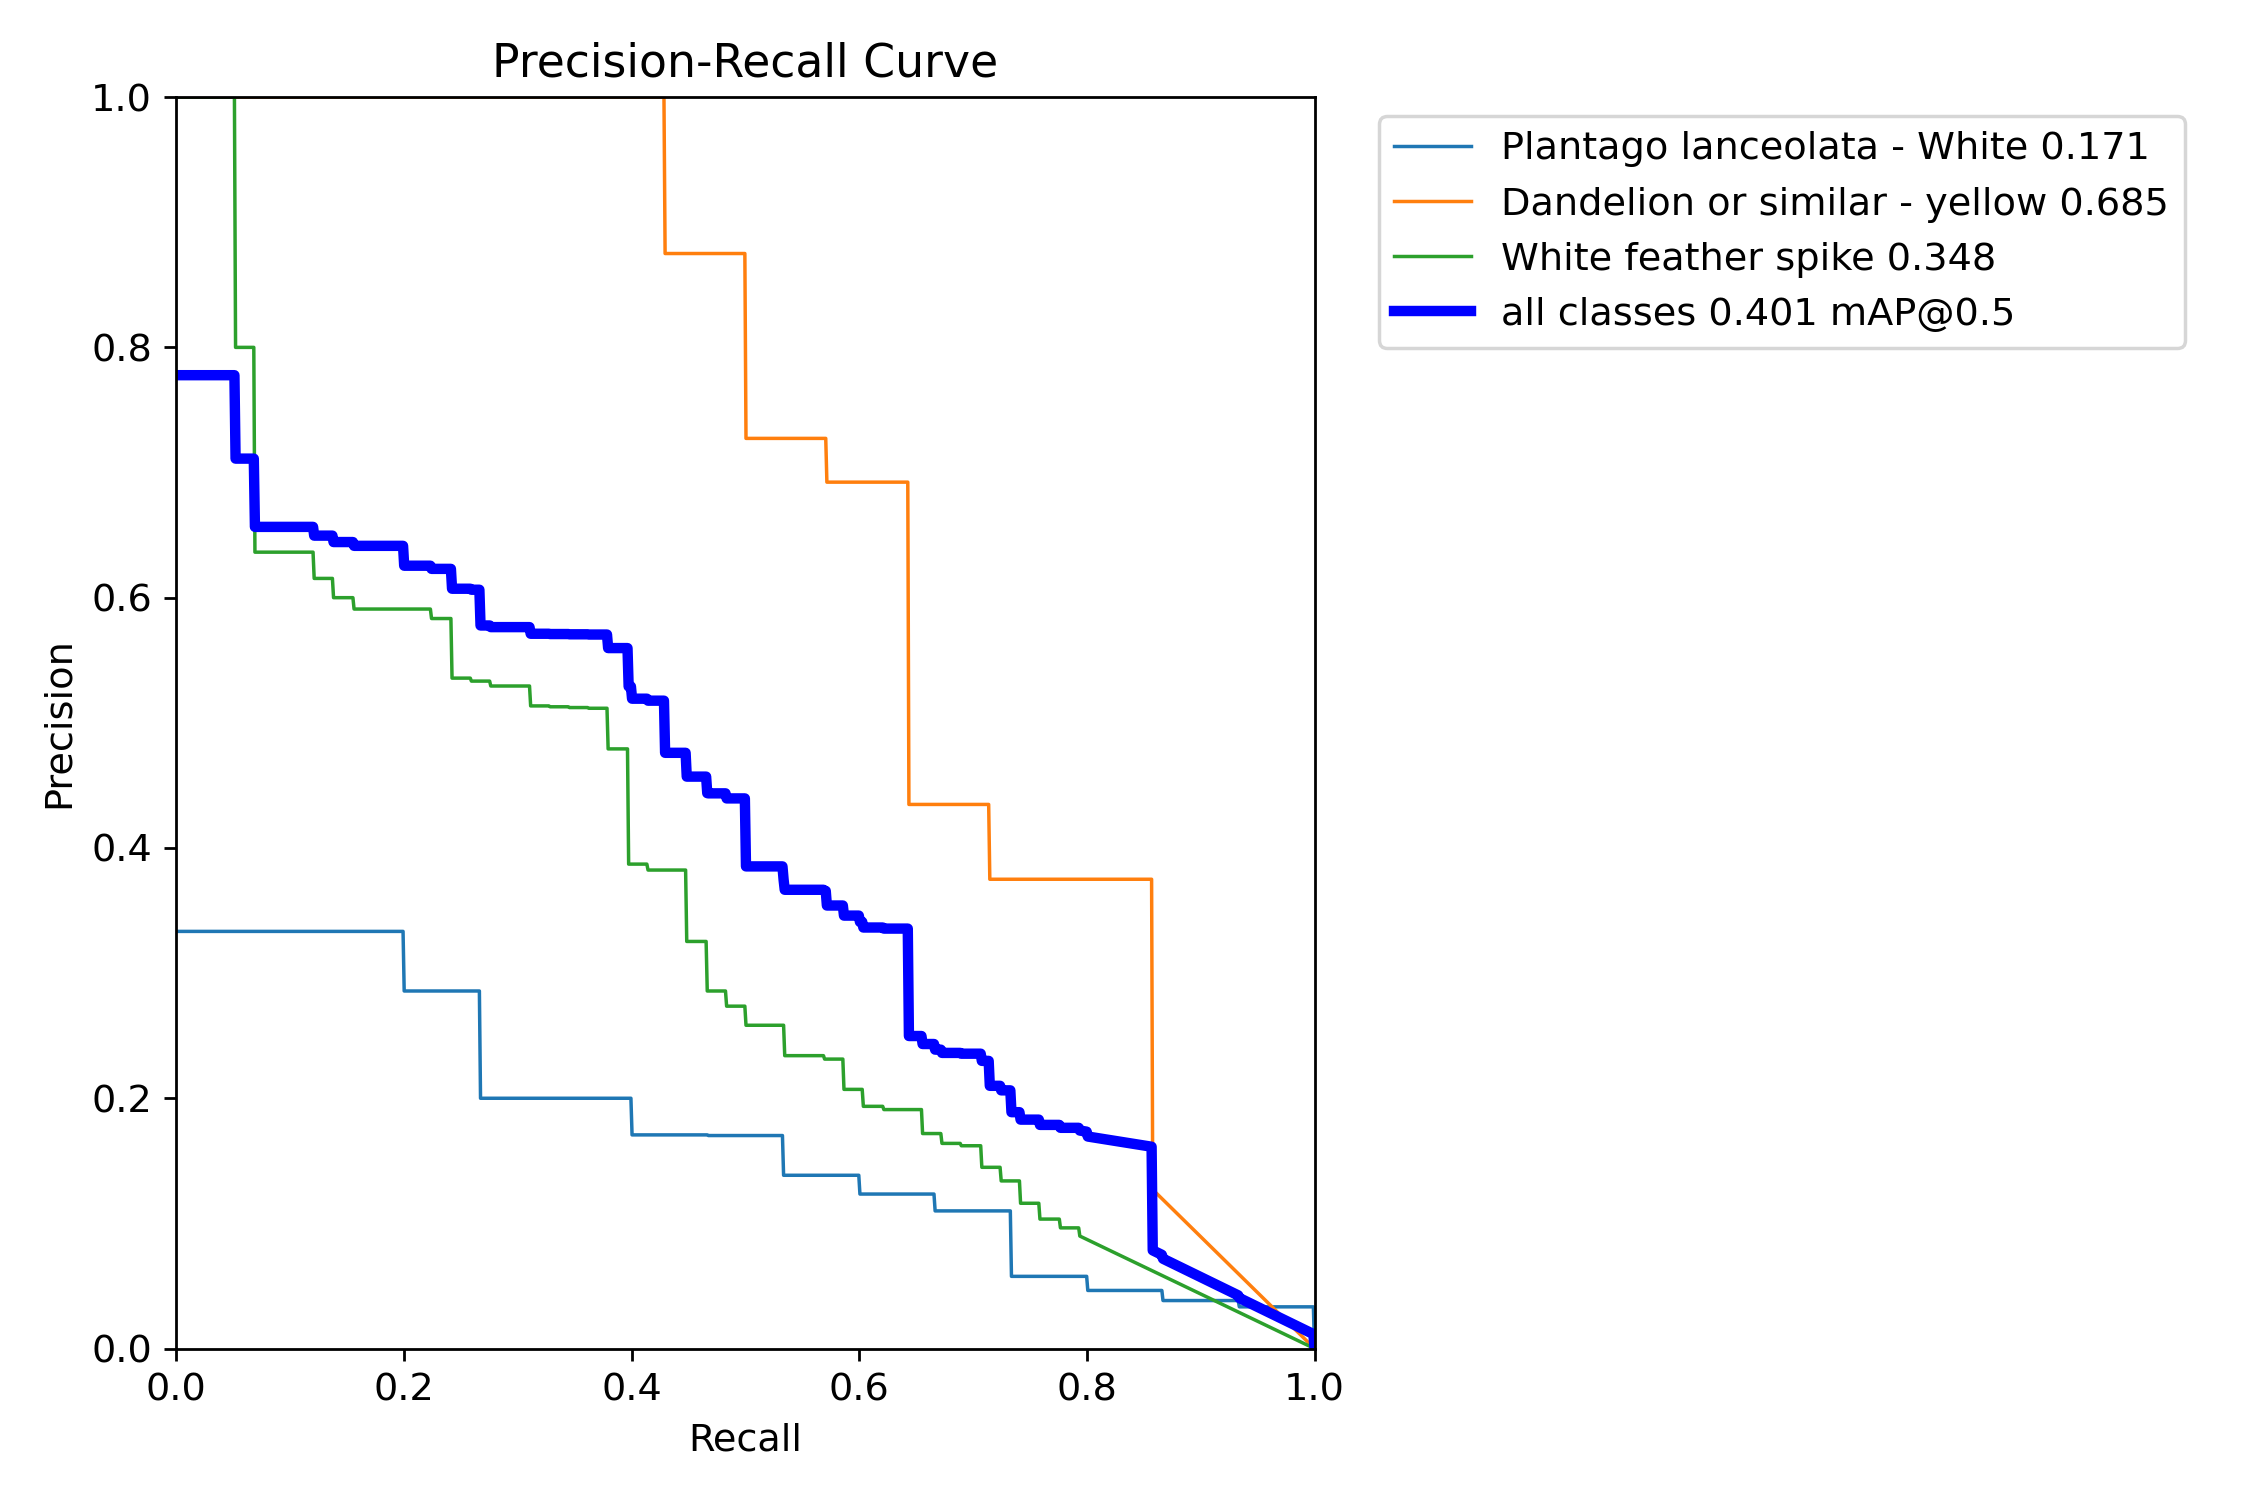 Precision-Recall Curve
Plantago lanceolata - White 0.171
Dandelion or similar - yellow 0.685
White feather spike 0.348
all classes 0.401 mAP@0.5
Precision
1.0
0.8
0.6
0.4
0.2
0.0
0.0 0.2 0.4 0.6 0.8 1.0
Recall